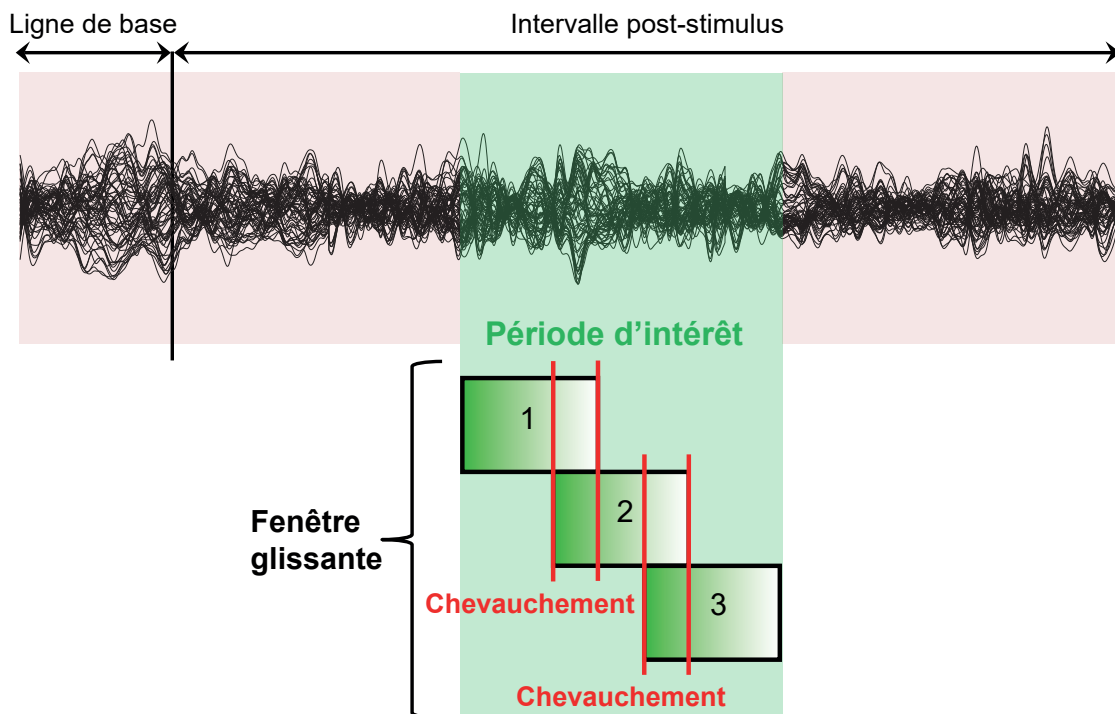 Ligne de base
Intervalle post-stimulus
Période d’intérêt
1
2
Fenêtre
glissante
3
Chevauchement
Chevauchement